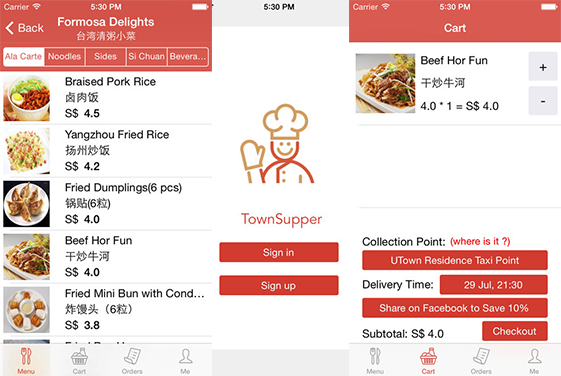 5:30 PM
Back
Formosa Delights
台湾清粥小菜
Ala Carte
Noodles
Sides
Si Chuan
Bevera...
Braised Pork Rice
卤肉饭
S$ 4.5
Yangzhou Fried Rice
扬州炒饭
S$ 4.2
Fried Dumplings(6 pcs)
锅贴(6粒)
S$ 4.0
Beef Hor Fun
干炒牛河
S$ 4.0
Fried Mini Bun with Cond...
炸馒头（6粒）
S$ 3.8
Menu
Cart
Orders
Me
5:30 PM
TownSupper
Sign in
Sign up
5:30 PM
Cart
Beef Hor Fun
干炒牛河
4.0 * 1 = S$ 4.0
+
-
Collection Point: (where is it ?)
UTown Residence Taxi Point
Delivery Time: 29 Jul, 21:30
Share on Facebook to Save 10%
Subtotal: S$ 4.0 Checkout
Menu
Cart
Orders
Me